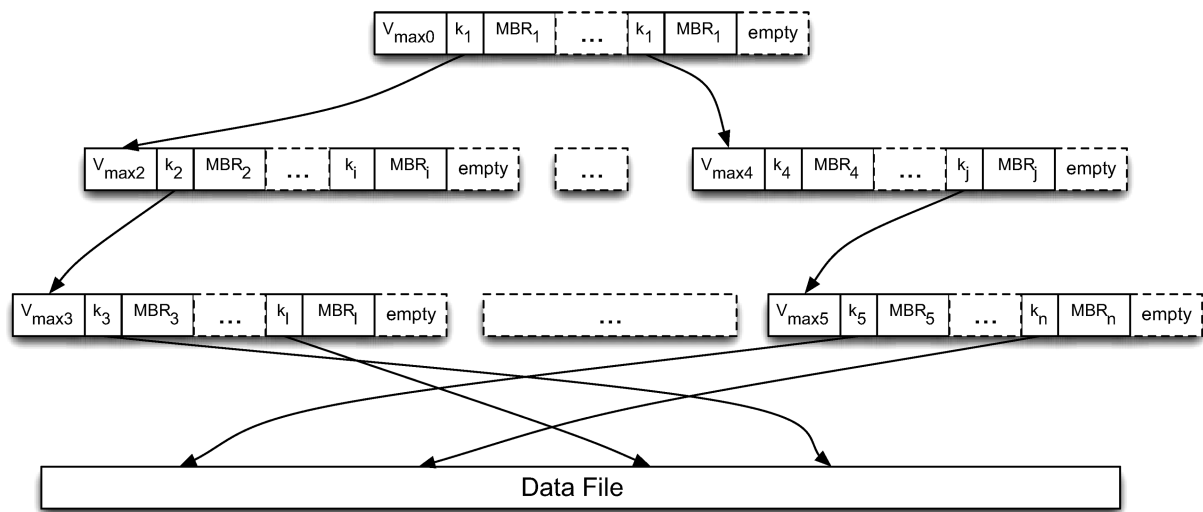 Vmax0 k1 MBR1 ... k1 MBR1 empty
Vmax2 k2 MBR2 ... ki MBRi empty ... Vmax4 k4 MBR4 ... kj MBRj empty
Vmax3 k3 MBR3 ... kl MBRl empty ... Vmax5 k5 MBR5 ... kn MBRn empty
Data File